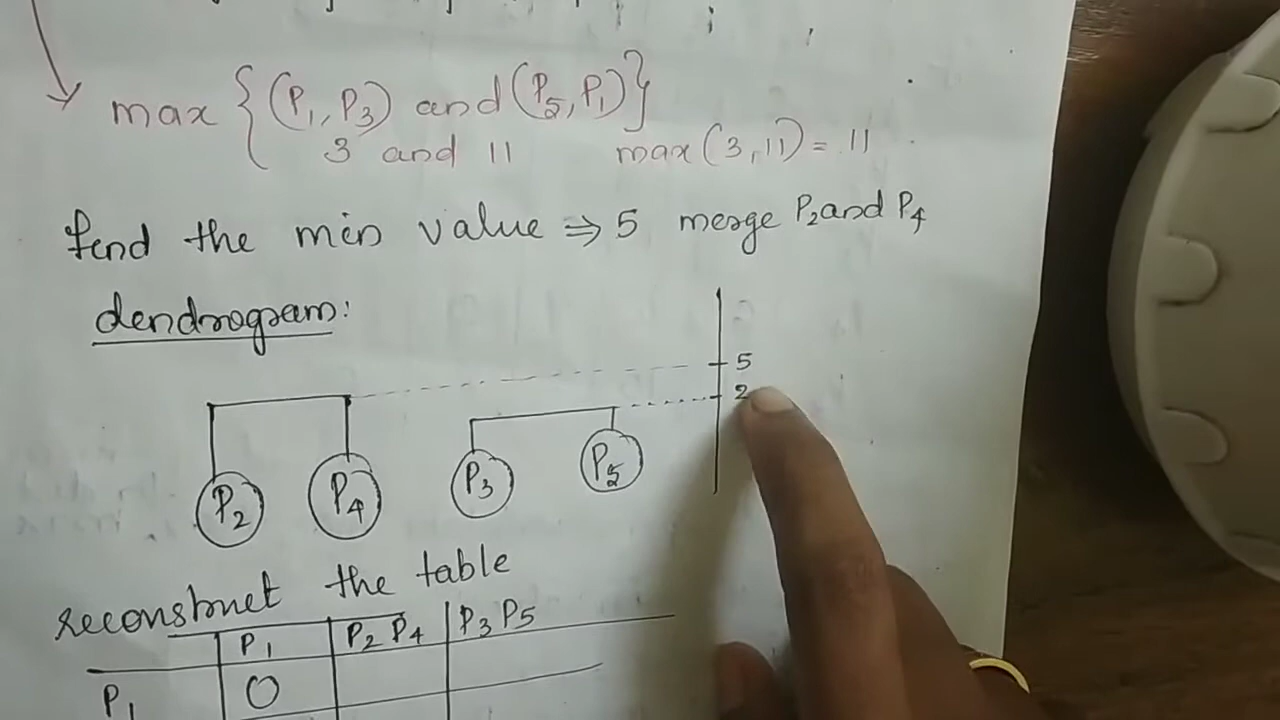 max {(P₁, P₃) and (P₅, P₁)}
3 and 11 max (3, 11) = 11
find the min value ⇒ 5 merge P₂ and P₄
dendrogram:
5
2
P₂ P₄ P₃ P₅
reconstruct the table
P₁ P₂ P₄ P₃ P₅
P₁ 0